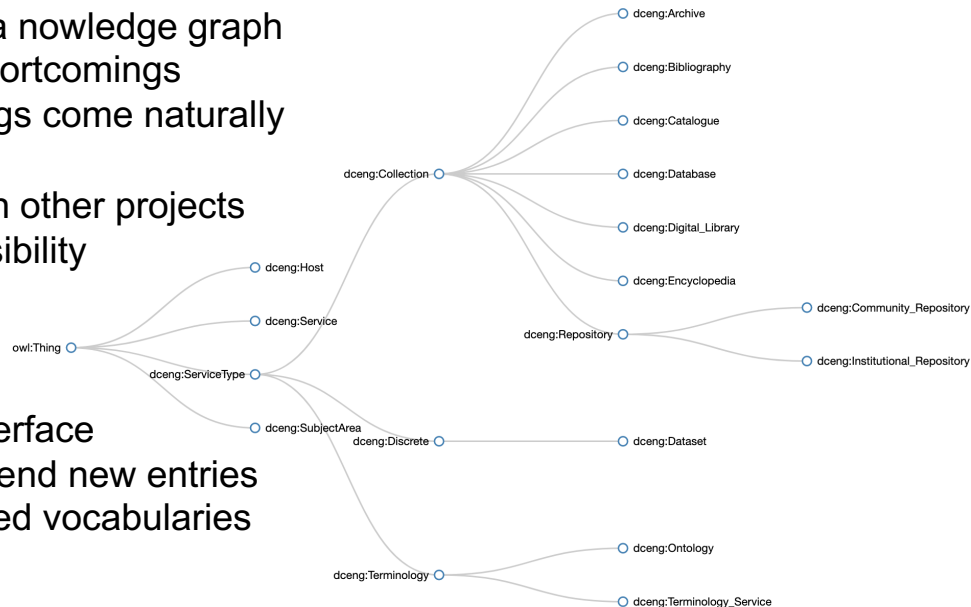 a nowledge graph
ortcomings
gs come naturally
n other projects
sibility
erface
end new entries
ed vocabularies
owl:Thing
dceng:Host
dceng:Service
dceng:ServiceType
dceng:SubjectArea
dceng:Collection
dceng:Discrete
dceng:Terminology
dceng:Archive
dceng:Bibliography
dceng:Catalogue
dceng:Database
dceng:Digital_Library
dceng:Encyclopedia
dceng:Repository
dceng:Community_Repository
dceng:Institutional_Repository
dceng:Dataset
dceng:Ontology
dceng:Terminology_Service